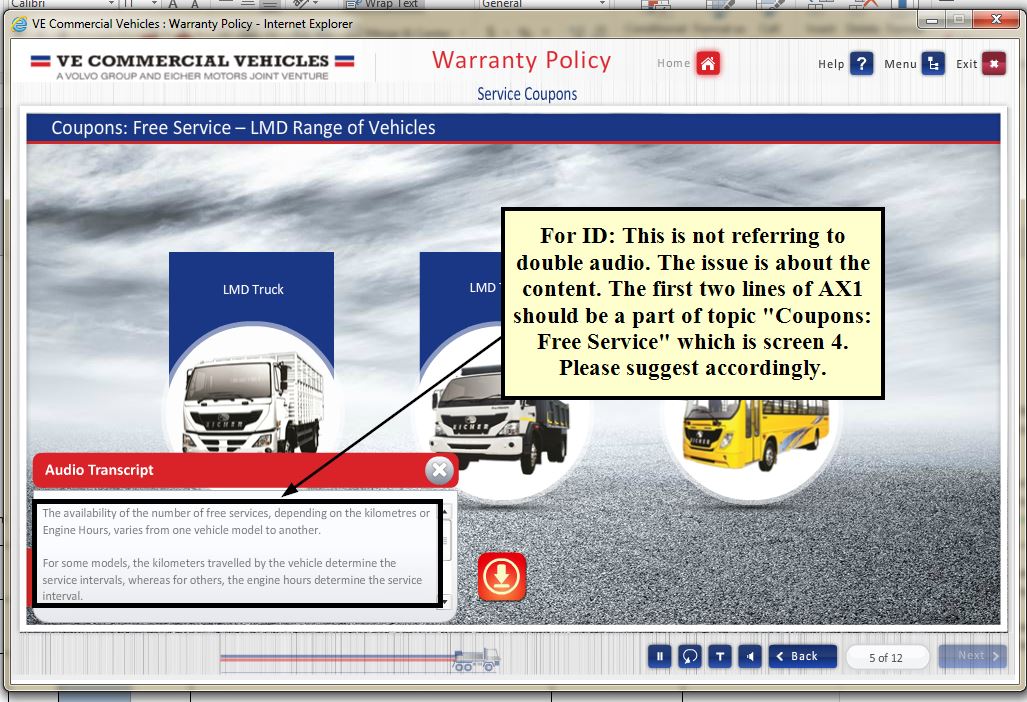 Calibri
11
A A
Wrap Text
General
VE Commercial Vehicles : Warranty Policy - Internet Explorer
VE COMMERCIAL VEHICLES
A VOLVO GROUP AND EICHER MOTORS JOINT VENTURE
Warranty Policy
Home
Help ?
Menu
Exit
Service Coupons
Coupons: Free Service – LMD Range of Vehicles
LMD Truck
LMD
For ID: This is not referring to
double audio. The issue is about the
content. The first two lines of AX1
should be a part of topic "Coupons:
Free Service" which is screen 4.
Please suggest accordingly.
EICHER
EICHER
EICHER
Audio Transcript
The availability of the number of free services, depending on the kilometres or
Engine Hours, varies from one vehicle model to another.
For some models, the kilometers travelled by the vehicle determine the
service intervals, whereas for others, the engine hours determine the service
interval.
T
Back
5 of 12
Next